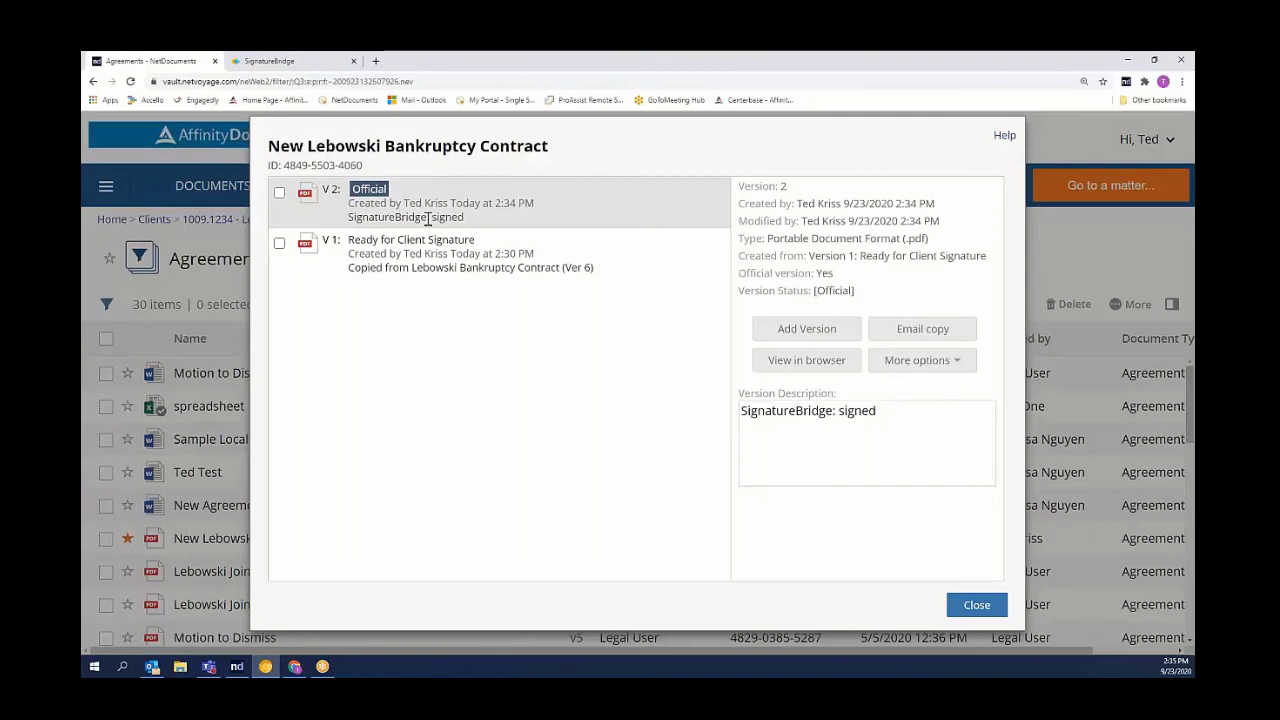 Agreements - NetDocuments
SignatureBridge
vault.netvoyage.com/neWeb2/filter/:Q3:a:prr:ft~200923132507926.nev
Apps
Accello
Engagedly
Home Page - Affinit...
NetDocuments
Mail - Outlook
My Portal - Single S...
ProAssist Remote S...
GoToMeeting Hub
Centerbase - Affiniti...
Other bookmarks
AffinityDo
Hi, Ted
DOCUMENTS
Go to a matter...
Home > Clients > 1009.1234 - L
Agreemen
30 items | 0 selected
Delete
More
Name
ed by
Document Ty
Motion to Dis
User
Agreement
spreadsheet
One
Agreement
Sample Local
sa Nguyen
Agreement
Ted Test
sa Nguyen
Agreement
New Agreem
sa Nguyen
Agreement
New Lebowsk
riss
Agreement
Lebowski Join
User
Agreement
Lebowski Join
User
Agreement
Motion to Dismiss
v5
Legal User
4829-0385-5287
5/5/2020 12:36 PM
Legal User
Agreement
New Lebowski Bankruptcy Contract
Help
ID: 4849-5503-4060
V 2: Official
Created by Ted Kriss Today at 2:34 PM
SignatureBridge: signed
V 1: Ready for Client Signature
Created by Ted Kriss Today at 2:30 PM
Copied from Lebowski Bankruptcy Contract (Ver 6)
Version: 2
Created by: Ted Kriss 9/23/2020 2:34 PM
Modified by: Ted Kriss 9/23/2020 2:34 PM
Type: Portable Document Format (.pdf)
Created from: Version 1: Ready for Client Signature
Official version: Yes
Version Status: [Official]
Add Version
Email copy
View in browser
More options
Version Description:
SignatureBridge: signed
Close
2:35 PM
9/23/2020